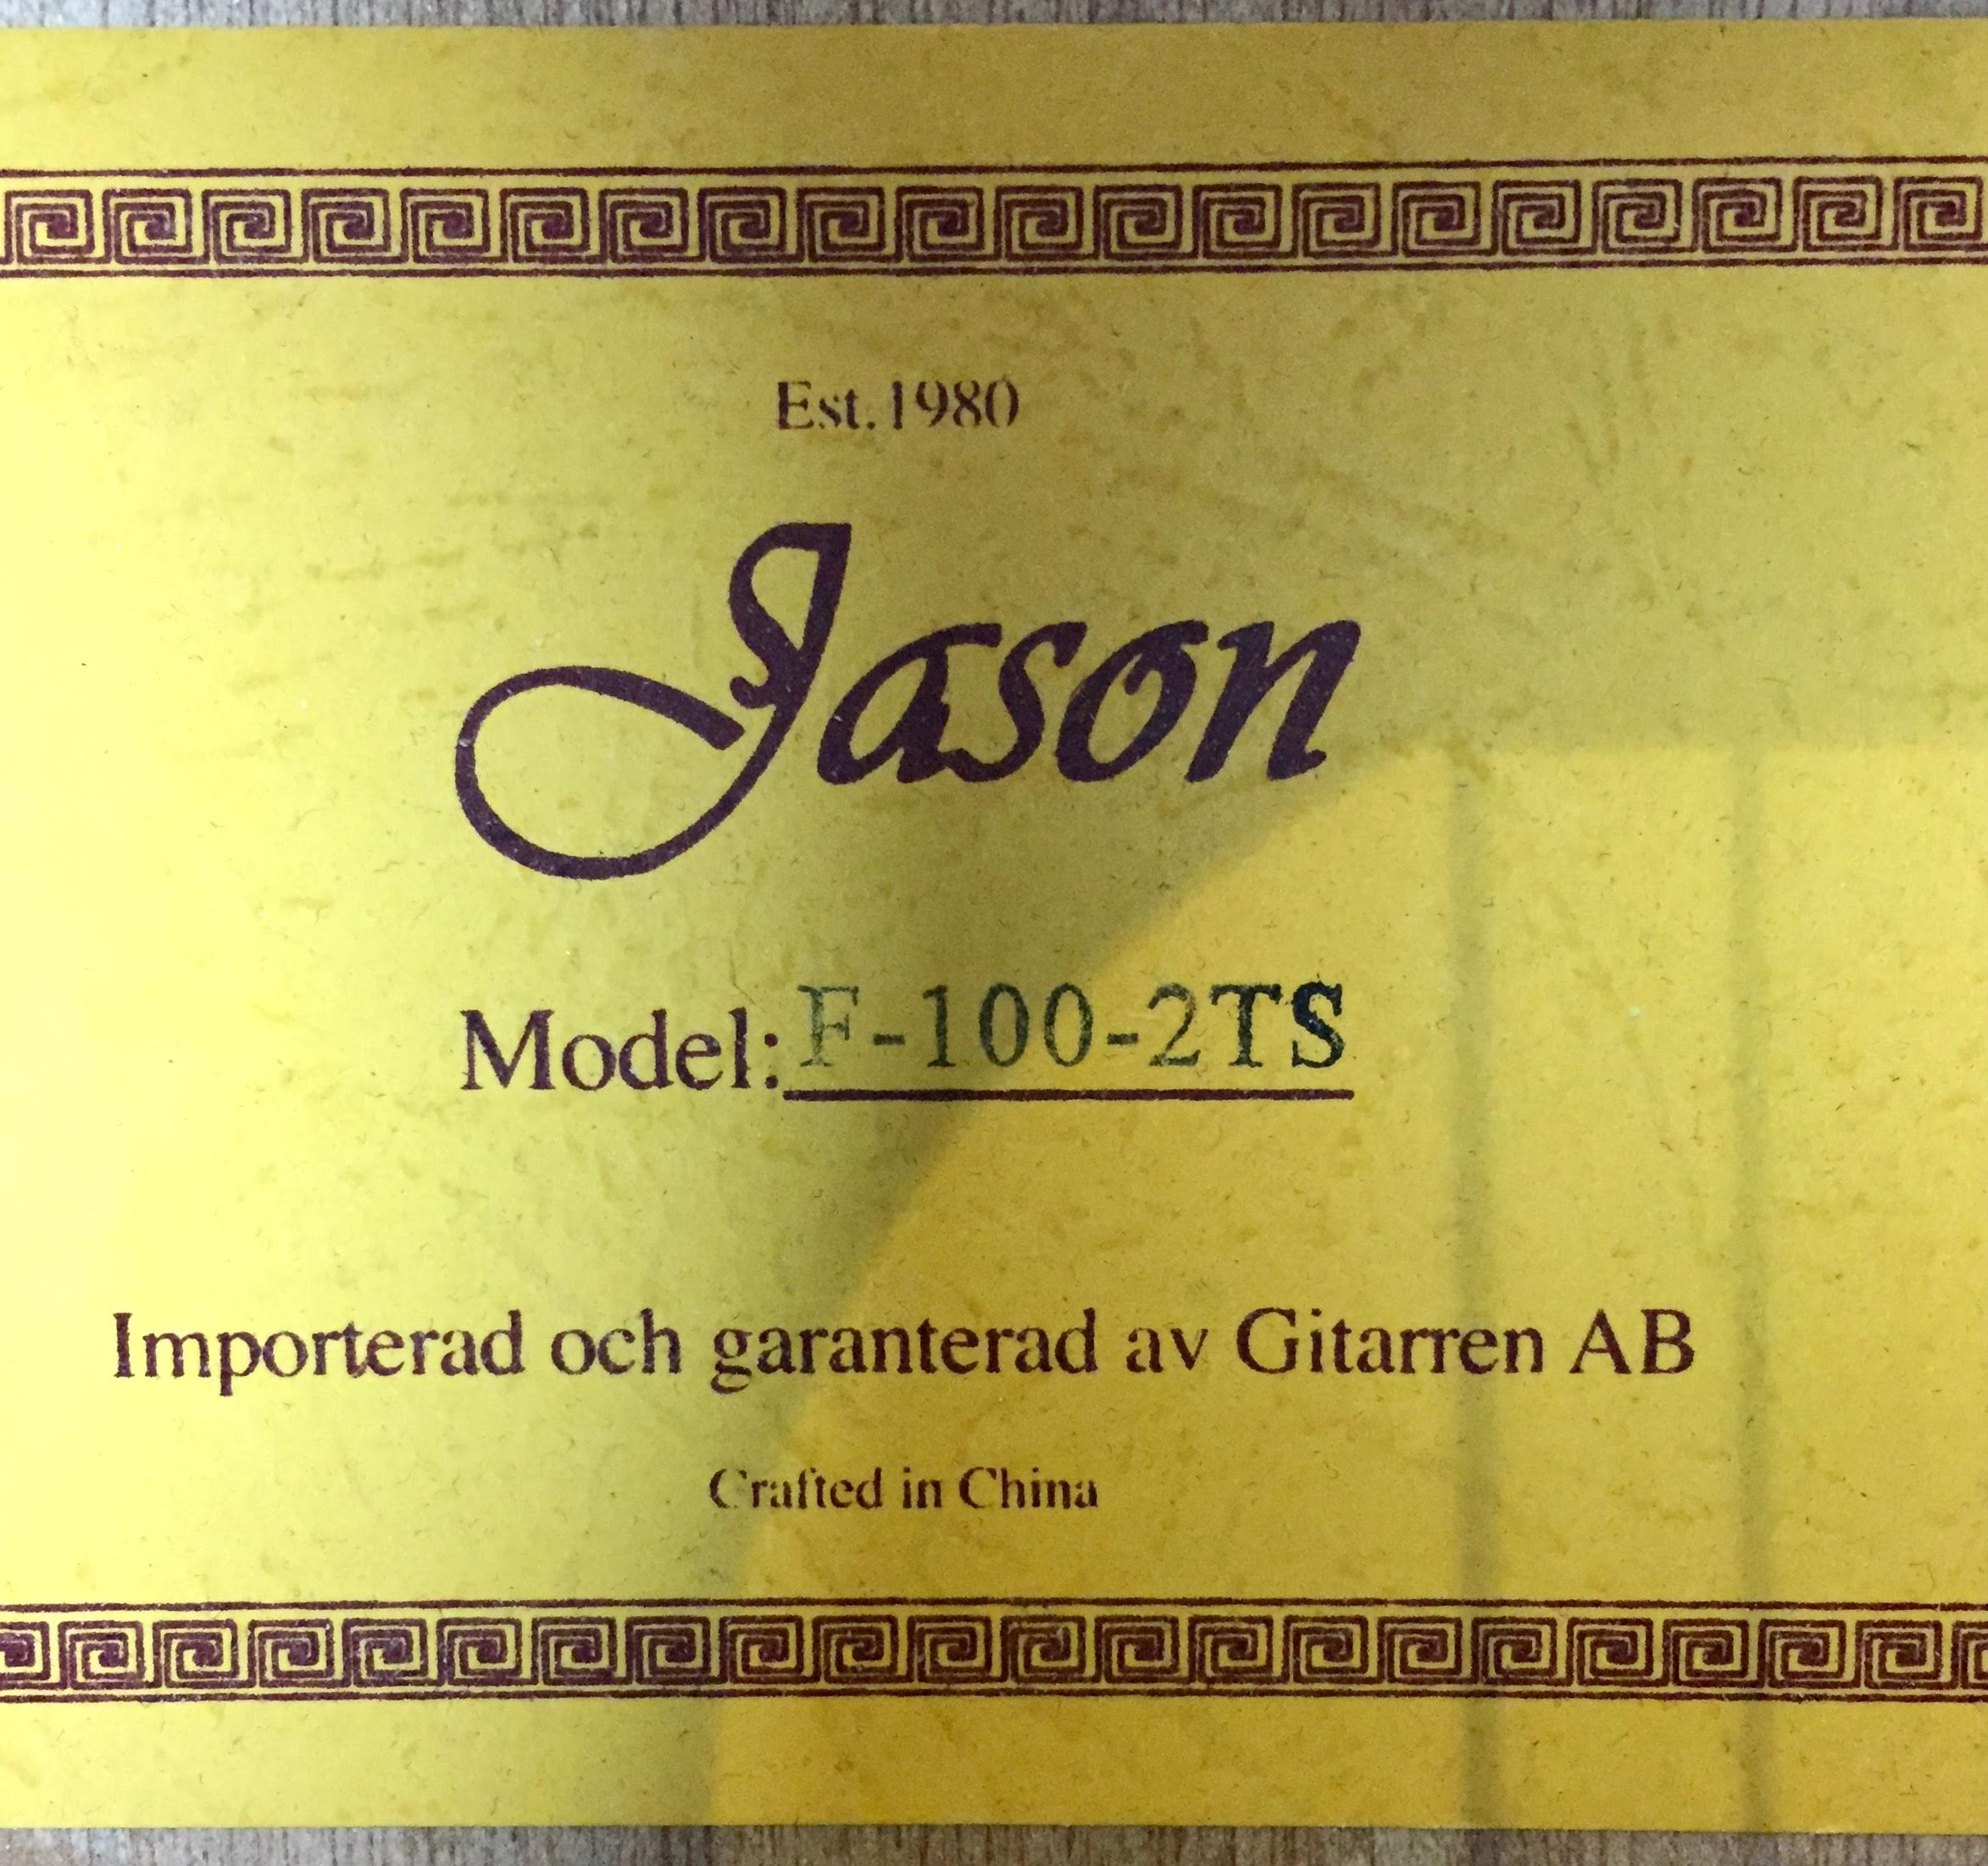 Est.1980
Jason
Model: F-100-2TS
Importerad och garanterad av Gitarren AB
Crafted in China